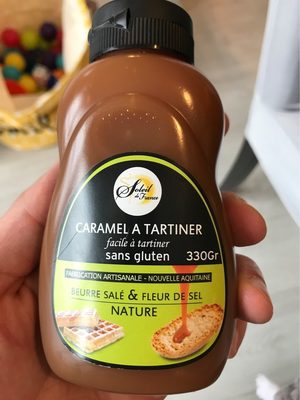 Soleil
de France
CARAMEL A TARTINER
facile à tartiner
sans gluten 330Gr
FABRICATION ARTISANALE - NOUVELLE AQUITAINE
BEURRE SALÉ & FLEUR DE SEL
NATURE